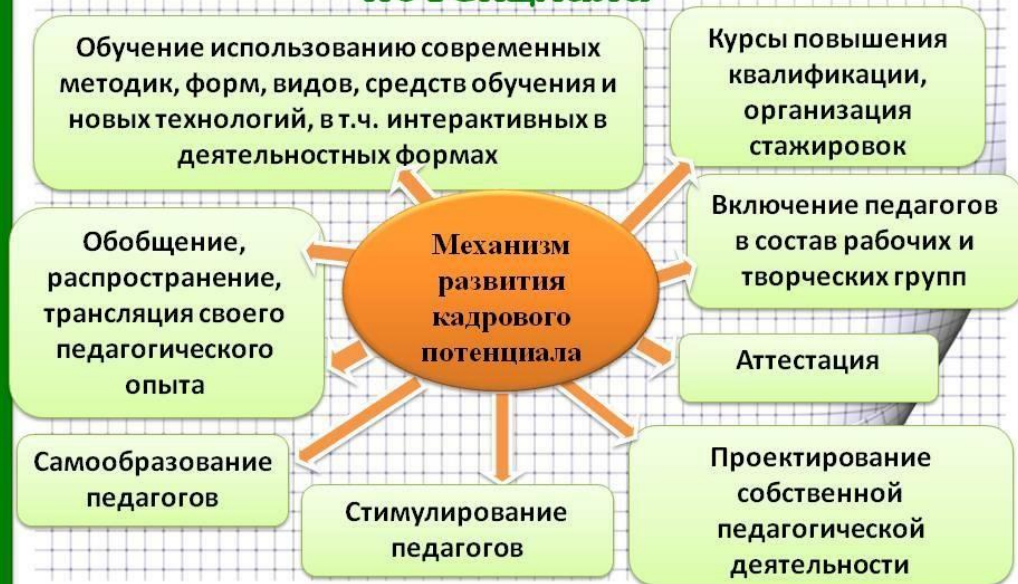 Обучение использованию современных
методик, форм, видов, средств обучения и
новых технологий, в т.ч. интерактивных в
деятельностных формах
Курсы повышения
квалификации,
организация
стажировок
Обобщение,
распространение,
трансляция своего
педагогического
опыта
Механизм
развития
кадрового
потенциала
Включение педагогов
в состав рабочих и
творческих групп
Аттестация
Самообразование
педагогов
Стимулирование
педагогов
Проектирование
собственной
педагогической
деятельности